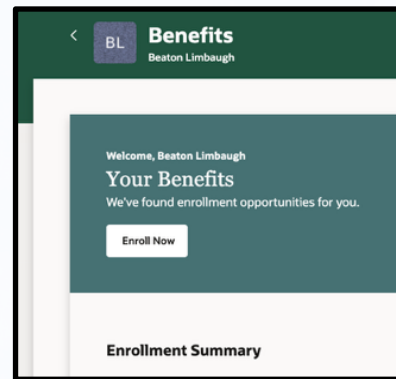 BL
Benefits
Beaton Limbaugh
Welcome, Beaton Limbaugh
Your Benefits
We've found enrollment opportunities for you.
Enroll Now
Enrollment Summary